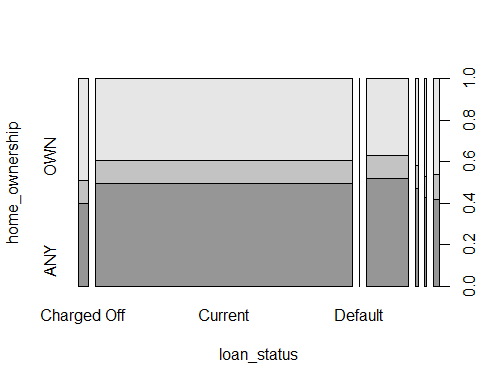 home_ownership
OWN
ANY
1.0
0.8
0.6
0.4
0.2
0.0
Charged Off
Current
Default
loan_status